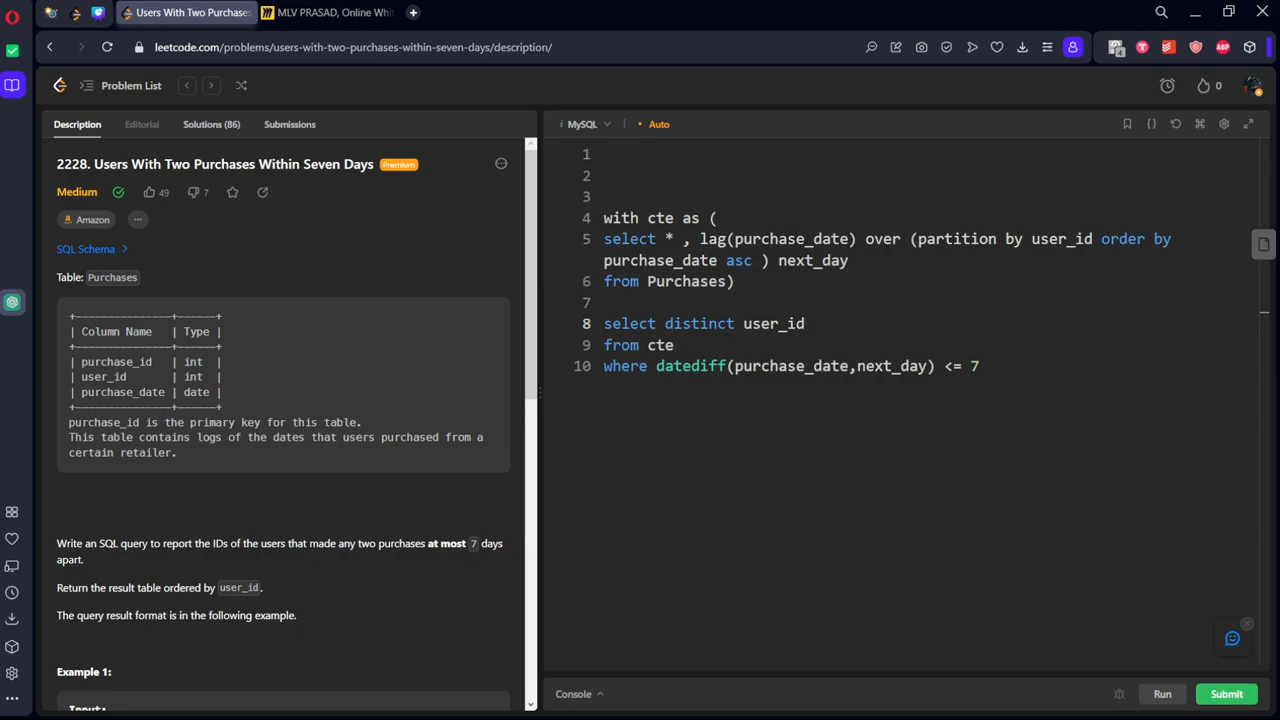 Users With Two Purchases
MLV PRASAD, Online Whit
leetcode.com/problems/users-with-two-purchases-within-seven-days/description/
Problem List
0
Description
Editorial
Solutions (86)
Submissions
2228. Users With Two Purchases Within Seven Days
Premium
Medium
49
7
Amazon
SQL Schema
Table: Purchases
+---------------+------+
| Column Name   | Type |
+---------------+------+
| purchase_id   | int  |
| user_id       | int  |
| purchase_date | date |
+---------------+------+
purchase_id is the primary key for this table.
This table contains logs of the dates that users purchased from a
certain retailer.
Write an SQL query to report the IDs of the users that made any two purchases at most 7 days
apart.
Return the result table ordered by user_id.
The query result format is in the following example.
Example 1:
Input:
i MySQL
Auto
1
2
3
4 with cte as (
5 select * , lag(purchase_date) over (partition by user_id order by
purchase_date asc ) next_day
6 from Purchases)
7
8 select distinct user_id
9 from cte
10 where datediff(purchase_date,next_day) <= 7
Console
Run
Submit
ABP